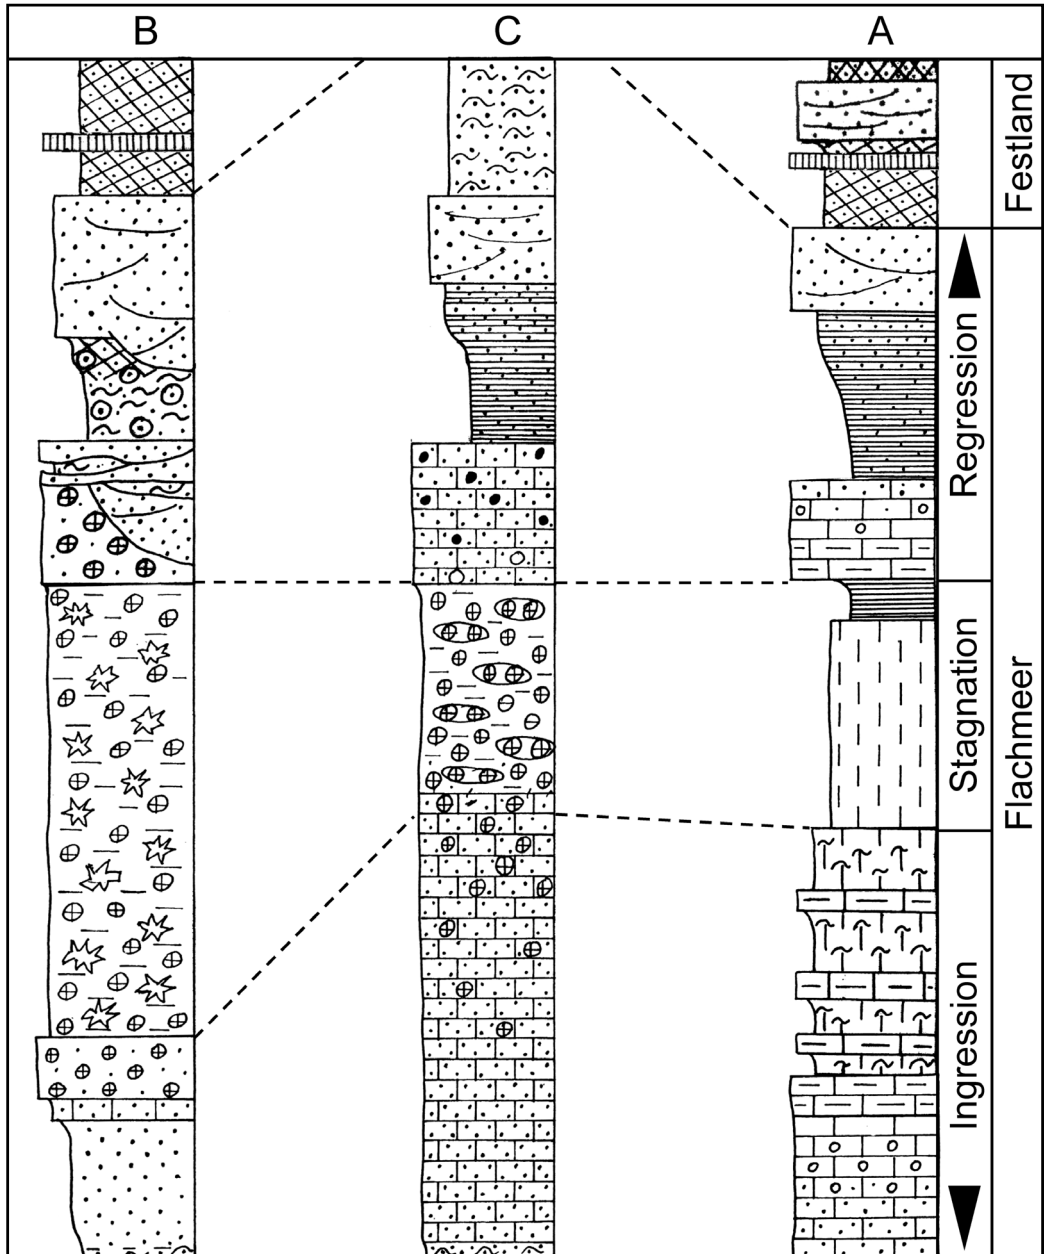 B
C
A
Festland
Regression
Stagnation
Flachmeer
Ingression